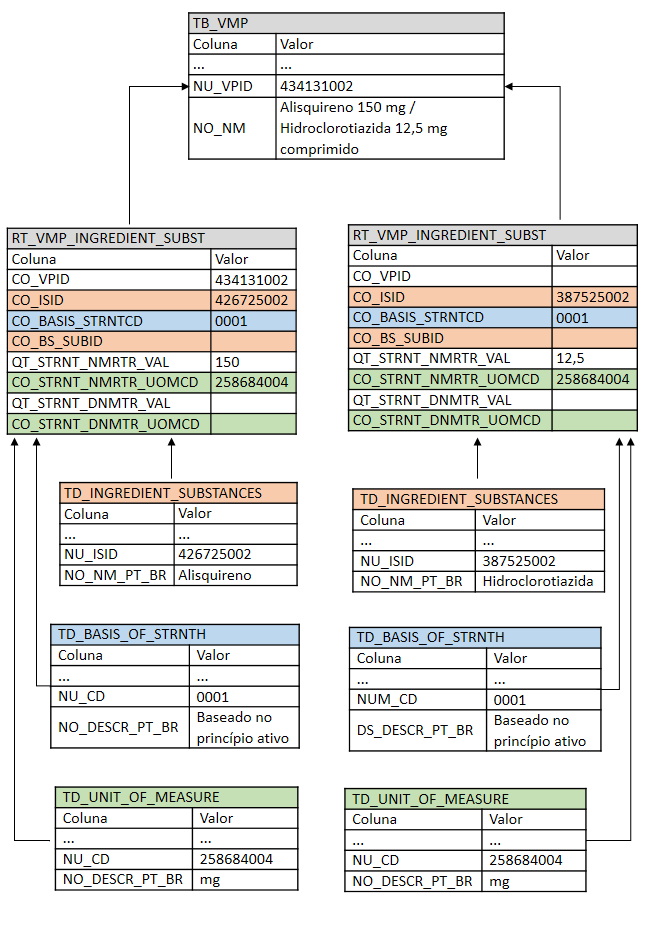 TB_VMP
Coluna Valor
... ...
NU_VPID 434131002
NO_NM Alisquireno 150 mg /
Hidroclorotiazida 12,5 mg
comprimido
RT_VMP_INGREDIENT_SUBST
Coluna Valor
CO_VPID 434131002
CO_ISID 426725002
CO_BASIS_STRNTCD 0001
CO_BS_SUBID
QT_STRNT_NMRTR_VAL 150
CO_STRNT_NMRTR_UOMCD 258684004
QT_STRNT_DNMTR_VAL
CO_STRNT_DNMTR_UOMCD
RT_VMP_INGREDIENT_SUBST
Coluna Valor
CO_VPID
CO_ISID 387525002
CO_BASIS_STRNTCD 0001
CO_BS_SUBID
QT_STRNT_NMRTR_VAL 12,5
CO_STRNT_NMRTR_UOMCD 258684004
QT_STRNT_DNMTR_VAL
CO_STRNT_DNMTR_UOMCD
TD_INGREDIENT_SUBSTANCES
Coluna Valor
... ...
NU_ISID 426725002
NO_NM_PT_BR Alisquireno
TD_INGREDIENT_SUBSTANCES
Coluna Valor
... ...
NU_ISID 387525002
NO_NM_PT_BR Hidroclorotiazida
TD_BASIS_OF_STRNTH
Coluna Valor
... ...
NU_CD 0001
NO_DESCR_PT_BR Baseado no
princípio ativo
TD_BASIS_OF_STRNTH
Coluna Valor
... ...
NUM_CD 0001
DS_DESCR_PT_BR Baseado no
princípio ativo
TD_UNIT_OF_MEASURE
Coluna Valor
... ...
NU_CD 258684004
NO_DESCR_PT_BR mg
TD_UNIT_OF_MEASURE
Coluna Valor
... ...
NU_CD 258684004
NO_DESCR_PT_BR mg